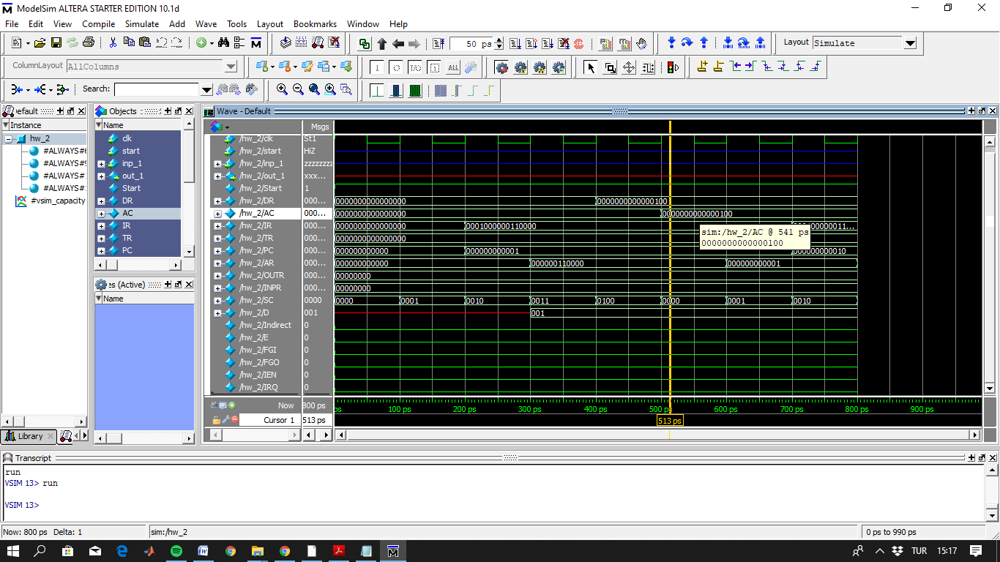 ModelSim ALTERA STARTER EDITION 10.1d
File Edit View Compile Simulate Add Wave Tools Layout Bookmarks Window Help
50 ps
Layout Simulate
ColumnLayout AllColumns
Search:
efault
Instance
hw_2
#ALWAYS#6
#ALWAYS#9
#ALWAYS#
#ALWAYS#
#vsim_capacity
Library
Objects
Name
clk
start
inp_1
out_1
Start
DR
AC
IR
TR
PC
es (Active)
Name
Wave - Default
Msgs
/hw_2/clk St1
/hw_2/start HiZ
/hw_2/inp_1 zzzzzzzz
/hw_2/out_1 xxx...
/hw_2/Start 1
/hw_2/DR 000... 0000000000000000 0000000000000100
/hw_2/AC 000... 0000000000000000 0000000000000100
/hw_2/IR 000... 0000000000000000 0001000000110000 00000011...
/hw_2/TR 000... 0000000000000000
/hw_2/PC 000... 000000000000 000000000001 000000000010
/hw_2/AR 000... 000000000000 000000110000 000000000001
/hw_2/OUTR 000... 00000000
/hw_2/INPR 000... 00000000
/hw_2/SC 0000 0000 0001 0010 0011 0100 0000 0001 0010
/hw_2/D 001 001
/hw_2/Indirect 0
/hw_2/E 0
/hw_2/FGI 0
/hw_2/FGO 0
/hw_2/IEN 0
/hw_2/IRQ 0
sim:/hw_2/AC @ 541 ps
0000000000000100
Now 800 ps ps 100 ps 200 ps 300 ps 400 ps 500 ps 600 ps 700 ps 800 ps 900 ps
Cursor 1 513 ps 513 ps
Transcript
run
VSIM 13> run
VSIM 13>
Now: 800 ps Delta: 1 sim:/hw_2 0 ps to 990 ps
TUR 15:17